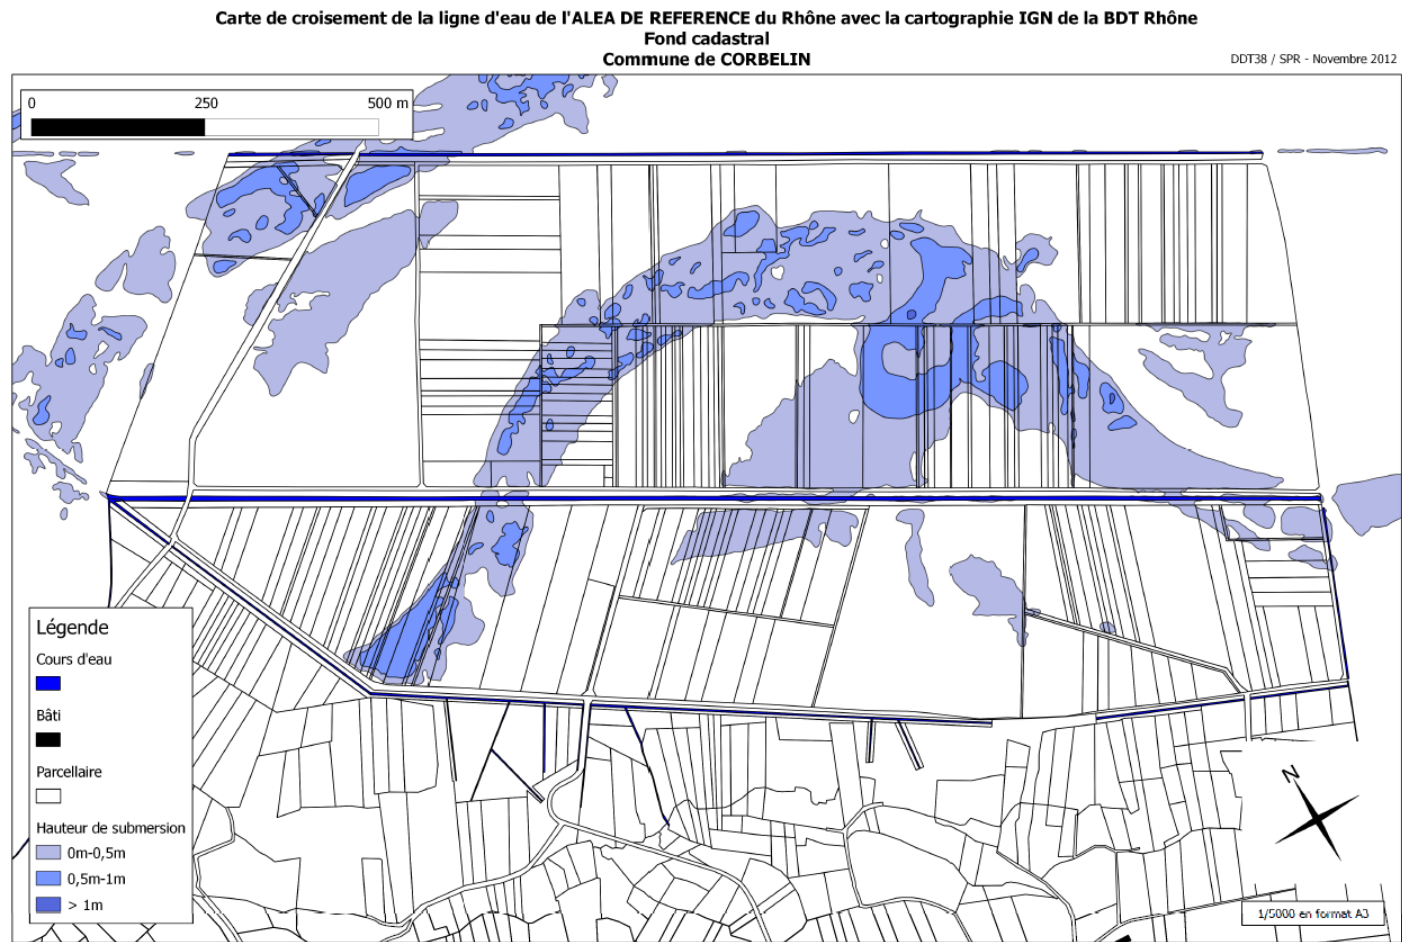 Carte de croisement de la ligne d'eau de l'ALEA DE REFERENCE du Rhône avec la cartographie IGN de la BDT Rhône
Fond cadastral
Commune de CORBELIN
DDT38 / SPR - Novembre 2012
0 250 500 m
Légende
Cours d'eau
Bâti
Parcellaire
Hauteur de submersion
0m-0,5m
0,5m-1m
> 1m
N
1/5000 en format A3